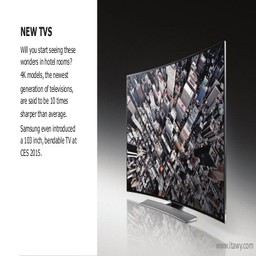 NEW TVS
Will you start seeing these
wonders in hotel rooms?
4K models, the newest
generation of televisions,
are said to be 10 times
sharper than average.
Samsung even introduced
a 103 inch, bendable TV at
CES 2015.
www.itawy.com